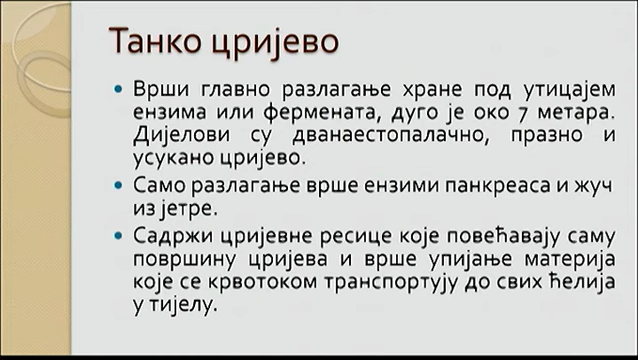 Танко цријево
• Врши главно разлагање хране под утицајем
ензима или фермената, дуго је око 7 метара.
Дијелови су дванаестопалачно, празно и
усукано цријево.
• Само разлагање врше ензими панкреаса и жуч
из јетре.
• Садржи цријевне ресице које повећавају саму
површину цријева и врше упијање материја
које се крвотоком транспортују до свих ћелија
у тијелу.